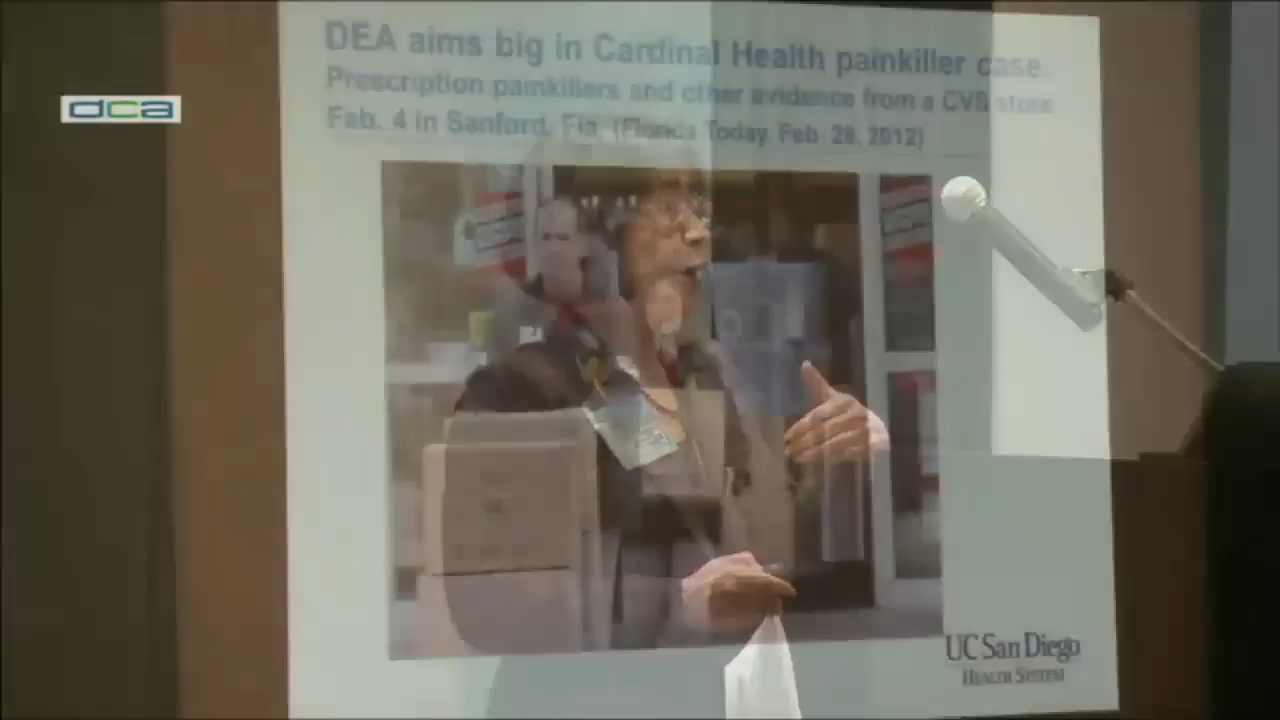 dca
DEA aims big in Cardinal Health painkiller case.
Prescription painkillers and other evidence from a CVS store
Feb. 4 in Sanford, Fla. (Florida Today, Feb. 28, 2012)
UC San Diego
HEALTH SYSTEM